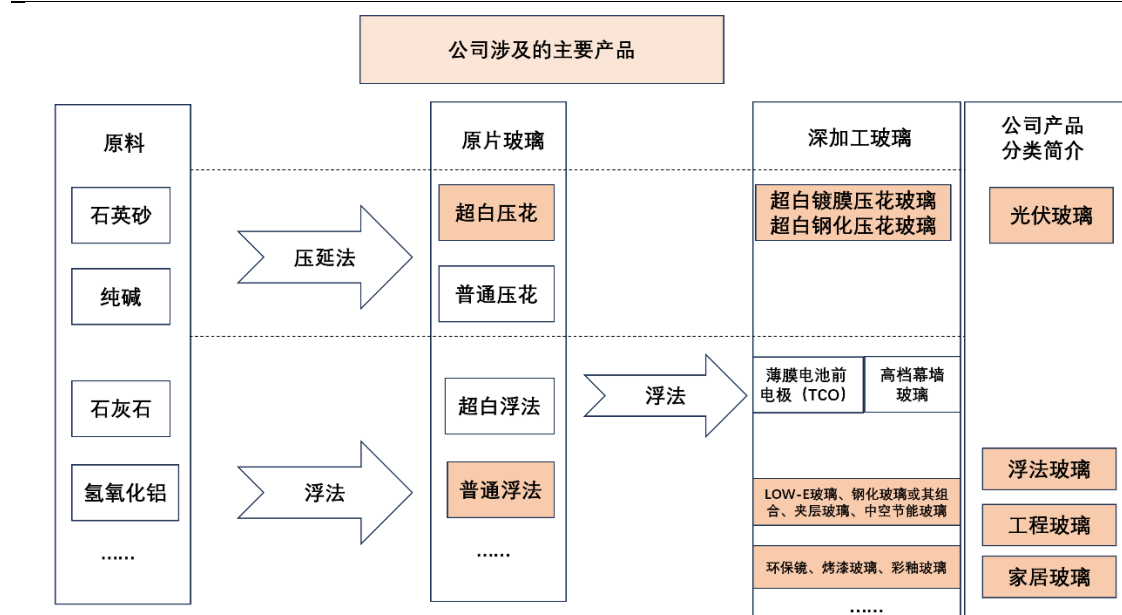 公司涉及的主要产品
原料
石英砂
纯碱
石灰石
氢氧化铝
......
压延法
浮法
原片玻璃
超白压花
普通压花
超白浮法
普通浮法
......
浮法
深加工玻璃
超白镀膜压花玻璃
超白钢化压花玻璃
薄膜电池前
电极（TCO）
高档幕墙
玻璃
LOW-E玻璃、钢化玻璃或其组
合、夹层玻璃、中空节能玻璃
环保镜、烤漆玻璃、彩釉玻璃
......
公司产品
分类简介
光伏玻璃
浮法玻璃
工程玻璃
家居玻璃